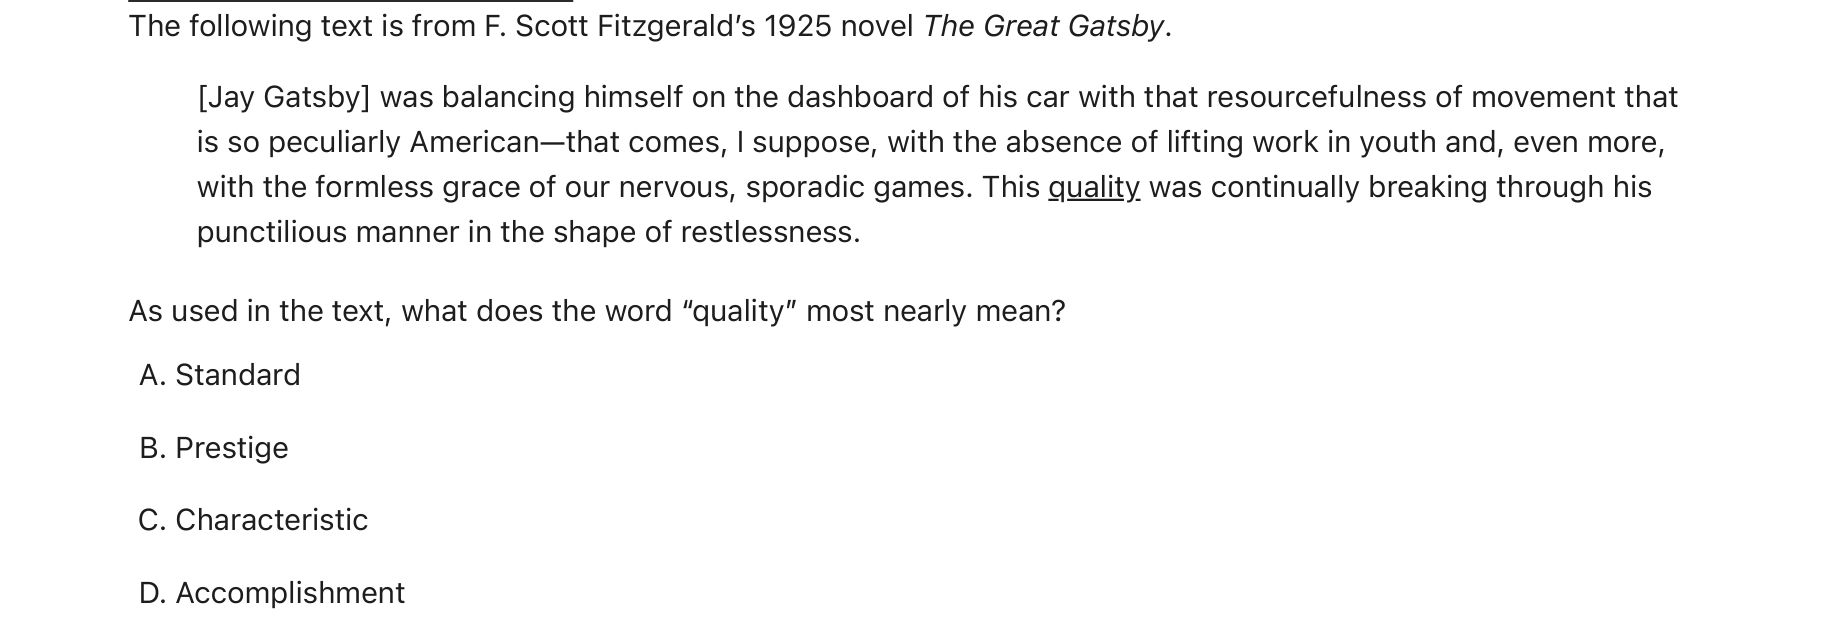 The following text is from F. Scott Fitzgerald’s 1925 novel The Great Gatsby.
[Jay Gatsby] was balancing himself on the dashboard of his car with that resourcefulness of movement that
is so peculiarly American—that comes, I suppose, with the absence of lifting work in youth and, even more,
with the formless grace of our nervous, sporadic games. This quality was continually breaking through his
punctilious manner in the shape of restlessness.
As used in the text, what does the word “quality” most nearly mean?
A. Standard
B. Prestige
C. Characteristic
D. Accomplishment